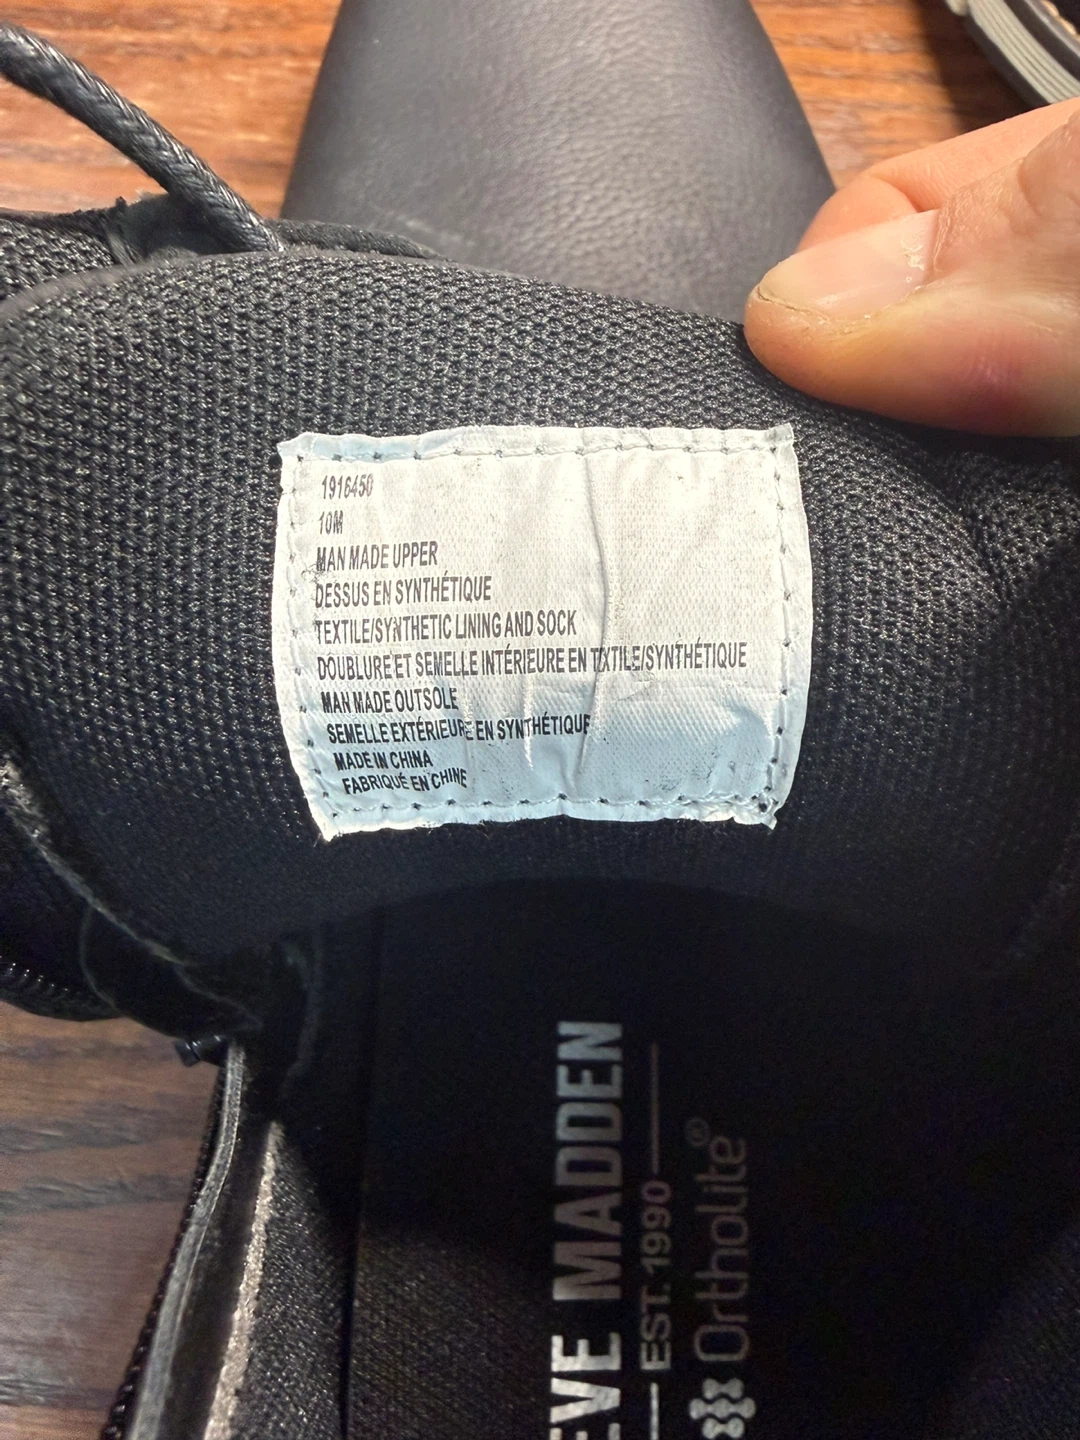 1916450
10M
MAN MADE UPPER
DESSUS EN SYNTHÉTIQUE
TEXTILE/SYNTHETIC LINING AND SOCK
DOUBLURE ET SEMELLE INTÉRIEURE EN TEXTILE/SYNTHÉTIQUE
MAN MADE OUTSOLE
SEMELLE EXTÉRIEURE EN SYNTHÉTIQUE
MADE IN CHINA
FABRIQUÉ EN CHINE
EVE MADDEN
EST. 1990
Ortholite®